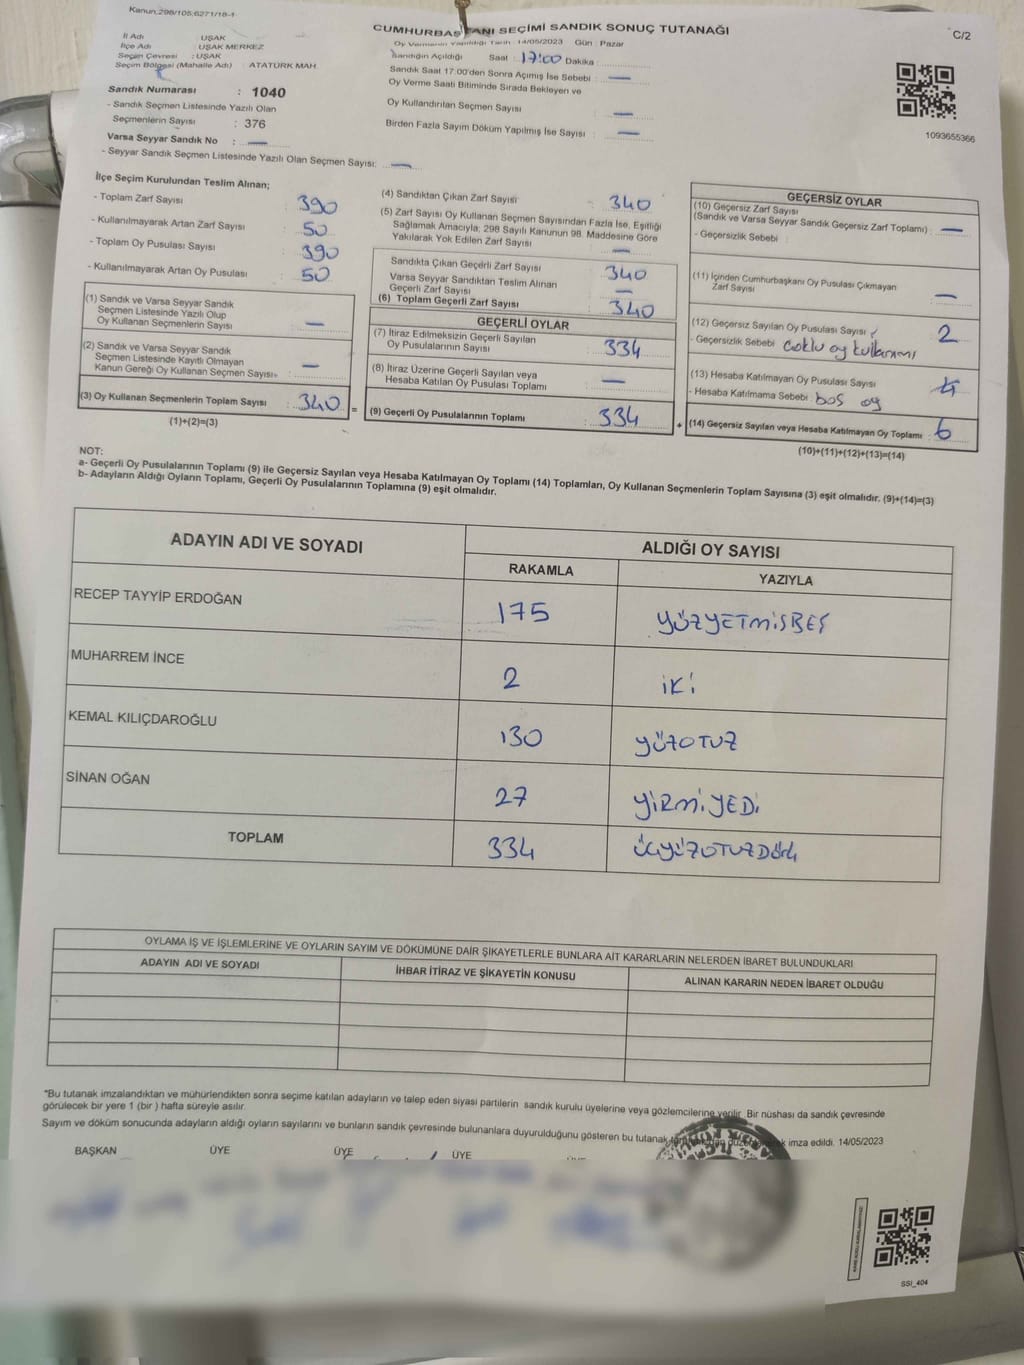 Kanun:298/105,6271/18-1
CUMHURBAŞKANI SEÇİMİ SANDIK SONUÇ TUTANAĞI
C/2
İl Adı : UŞAK
İlçe Adı : UŞAK MERKEZ
Seçim Çevresi : UŞAK
Seçim Bölgesi (Mahalle Adı) : ATATÜRK MAH.
Oy Vermenin Yapıldığı Tarih : 14/05/2023 Gün : Pazar
Sandığın Açıldığı Saat : 17:00 Dakika :
Sandık Saat 17:00'den Sonra Açılmış İse Sebebi : —
Oy Verme Saati Bitiminde Sırada Bekleyen ve
Oy Kullandırılan Seçmen Sayısı : —
Birden Fazla Sayım Döküm Yapılmış İse Sayısı : —
1093655366
Sandık Numarası : 1040
- Sandık Seçmen Listesinde Yazılı Olan
Seçmenlerin Sayısı : 376
Varsa Seyyar Sandık No : —
- Seyyar Sandık Seçmen Listesinde Yazılı Olan Seçmen Sayısı: —
İlçe Seçim Kurulundan Teslim Alınan;
- Toplam Zarf Sayısı : 390
- Kullanılmayarak Artan Zarf Sayısı : 50
- Toplam Oy Pusulası Sayısı : 390
- Kullanılmayarak Artan Oy Pusulası : 50
(1) Sandık ve Varsa Seyyar Sandık
Seçmen Listesinde Yazılı Olup
Oy Kullanan Seçmenlerin Sayısı : —
(2) Sandık ve Varsa Seyyar Sandık
Seçmen Listesinde Kayıtlı Olmayan
Kanun Gereği Oy Kullanan Seçmen Sayısı: —
(3) Oy Kullanan Seçmenlerin Toplam Sayısı : 340 =
(1)+(2)=(3)
(4) Sandıktan Çıkan Zarf Sayısı : 340
(5) Zarf Sayısı Oy Kullanan Seçmen Sayısından Fazla İse, Eşitliği
Sağlamak Amacıyla; 298 Sayılı Kanunun 98. Maddesine Göre
Yakılarak Yok Edilen Zarf Sayısı : —
Sandıkta Çıkan Geçerli Zarf Sayısı : 340
Varsa Seyyar Sandıktan Teslim Alınan
Geçerli Zarf Sayısı : —
(6) Toplam Geçerli Zarf Sayısı : 340
GEÇERLİ OYLAR
(7) İtiraz Edilmeksizin Geçerli Sayılan
Oy Pusulalarının Sayısı : 334
(8) İtiraz Üzerine Geçerli Sayılan veya
Hesaba Katılan Oy Pusulası Toplamı : —
(9) Geçerli Oy Pusulalarının Toplamı : 334 +
GEÇERSİZ OYLAR
(10) Geçersiz Zarf Sayısı
(Sandık ve Varsa Seyyar Sandık Geçersiz Zarf Toplamı) : —
- Geçersizlik Sebebi :
(11) İçinden Cumhurbaşkanı Oy Pusulası Çıkmayan
Zarf Sayısı : —
(12) Geçersiz Sayılan Oy Pusulası Sayısı : 2
- Geçersizlik Sebebi : Çoklu oy kullanımı
(13) Hesaba Katılmayan Oy Pusulası Sayısı : 4
- Hesaba Katılmama Sebebi : boş oy
(14) Geçersiz Sayılan veya Hesaba Katılmayan Oy Toplamı : 6
(10)+(11)+(12)+(13)=(14)
NOT:
a- Geçerli Oy Pusulalarının Toplamı (9) ile Geçersiz Sayılan veya Hesaba Katılmayan Oy Toplamı (14) Toplamları, Oy Kullanan Seçmenlerin Toplam Sayısına (3) eşit olmalıdır. (9)+(14)=(3)
b- Adayların Aldığı Oyların Toplamı, Geçerli Oy Pusulalarının Toplamına (9) eşit olmalıdır.
ADAYIN ADI VE SOYADI
ALDIĞI OY SAYISI
RAKAMLA YAZIYLA
RECEP TAYYİP ERDOĞAN 175 YÜZYETMİŞBEŞ
MUHARREM İNCE 2 İKİ
KEMAL KILIÇDAROĞLU 130 YÜZOTUZ
SİNAN OĞAN 27 YİRMİYEDİ
TOPLAM 334 ÜÇYÜZOTUZDÖRT
OYLAMA İŞ VE İŞLEMLERİNE VE OYLARIN SAYIM VE DÖKÜMÜNE DAİR ŞİKAYETLERLE BUNLARA AİT KARARLARIN NELERDEN İBARET BULUNDUKLARI
ADAYIN ADI VE SOYADI İHBAR İTİRAZ VE ŞİKAYETİN KONUSU ALINAN KARARIN NEDEN İBARET OLDUĞU
*Bu tutanak imzalandıktan ve mühürlendikten sonra seçime katılan adayların ve talep eden siyasi partilerin sandık kurulu üyelerine veya gözlemcilerine verilir. Bir nüshası da sandık çevresinde
görülecek bir yere 1 (bir) hafta süreyle asılır.
Sayım ve döküm sonucunda adayların aldığı oyların sayılarını ve bunların sandık çevresinde bulunanlara duyurulduğunu gösteren bu tutanak imza edildi. 14/05/2023
BAŞKAN ÜYE ÜYE ÜYE
SSI_404